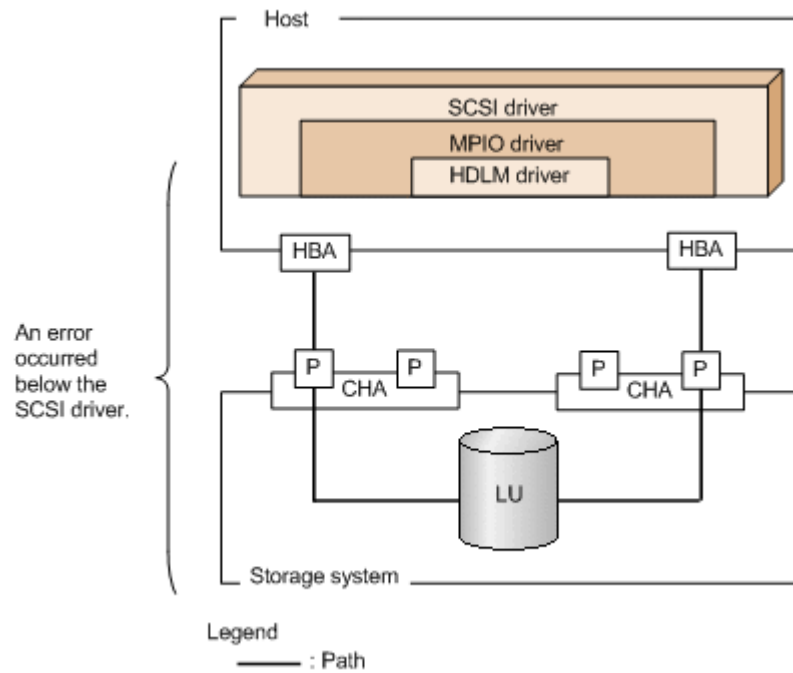 Host
SCSI driver
MPIO driver
HDLM driver
HBA
HBA
An error
occurred
below the
SCSI driver.
P
P
P
P
CHA
CHA
LU
Storage system
Legend
: Path